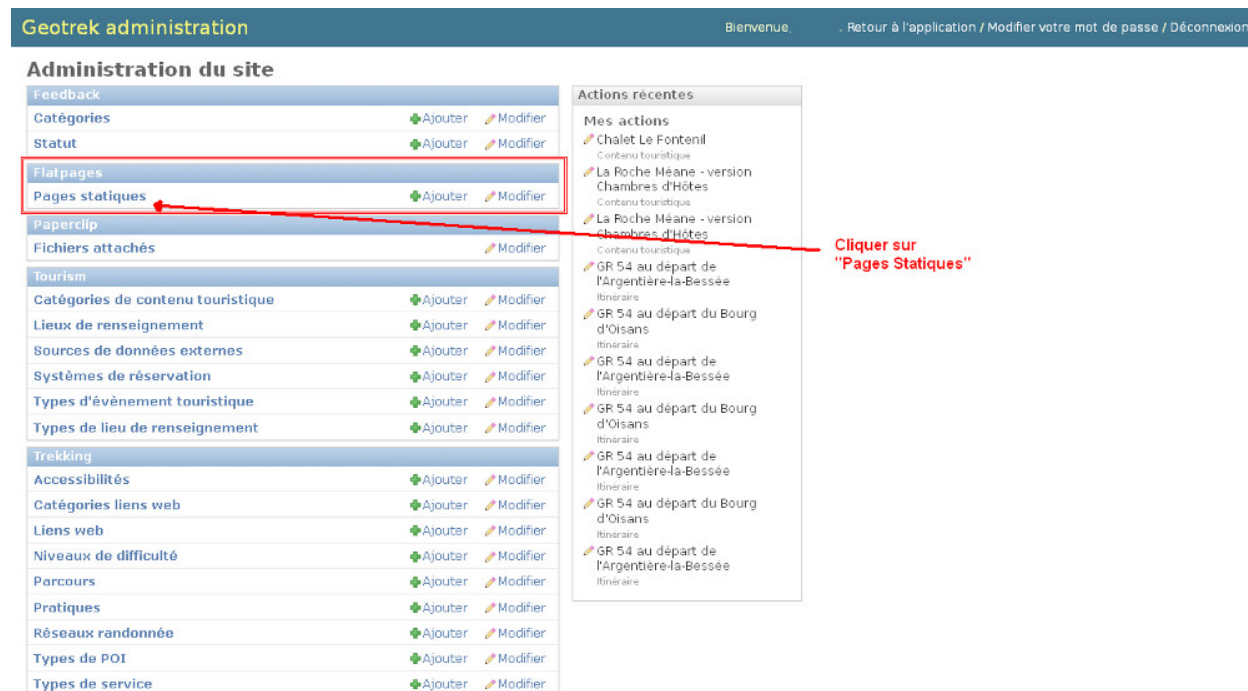 Geotrek administration
Bienvenue, . Retour à l'application / Modifier votre mot de passe / Déconnexion
Administration du site
Feedback
Catégories Ajouter Modifier
Statut Ajouter Modifier
Flatpages
Pages statiques Ajouter Modifier
Paperclip
Fichiers attachés Modifier
Tourism
Catégories de contenu touristique Ajouter Modifier
Lieux de renseignement Ajouter Modifier
Sources de données externes Ajouter Modifier
Systèmes de réservation Ajouter Modifier
Types d'évènement touristique Ajouter Modifier
Types de lieu de renseignement Ajouter Modifier
Trekking
Accessibilités Ajouter Modifier
Catégories liens web Ajouter Modifier
Liens web Ajouter Modifier
Niveaux de difficulté Ajouter Modifier
Parcours Ajouter Modifier
Pratiques Ajouter Modifier
Réseaux randonnée Ajouter Modifier
Types de POI Ajouter Modifier
Types de service Ajouter Modifier
Actions récentes
Mes actions
Chalet Le Fontenil
Contenu touristique
La Roche Méane - version
Chambres d'Hôtes
Contenu touristique
La Roche Méane - version
Chambres d'Hôtes
Contenu touristique
GR 54 au départ de
l'Argentière-la-Bessée
Itinéraire
GR 54 au départ du Bourg
d'Oisans
Itinéraire
GR 54 au départ de
l'Argentière-la-Bessée
Itinéraire
GR 54 au départ du Bourg
d'Oisans
Itinéraire
GR 54 au départ de
l'Argentière-la-Bessée
Itinéraire
GR 54 au départ du Bourg
d'Oisans
Itinéraire
GR 54 au départ de
l'Argentière-la-Bessée
Itinéraire
Cliquer sur
"Pages Statiques"